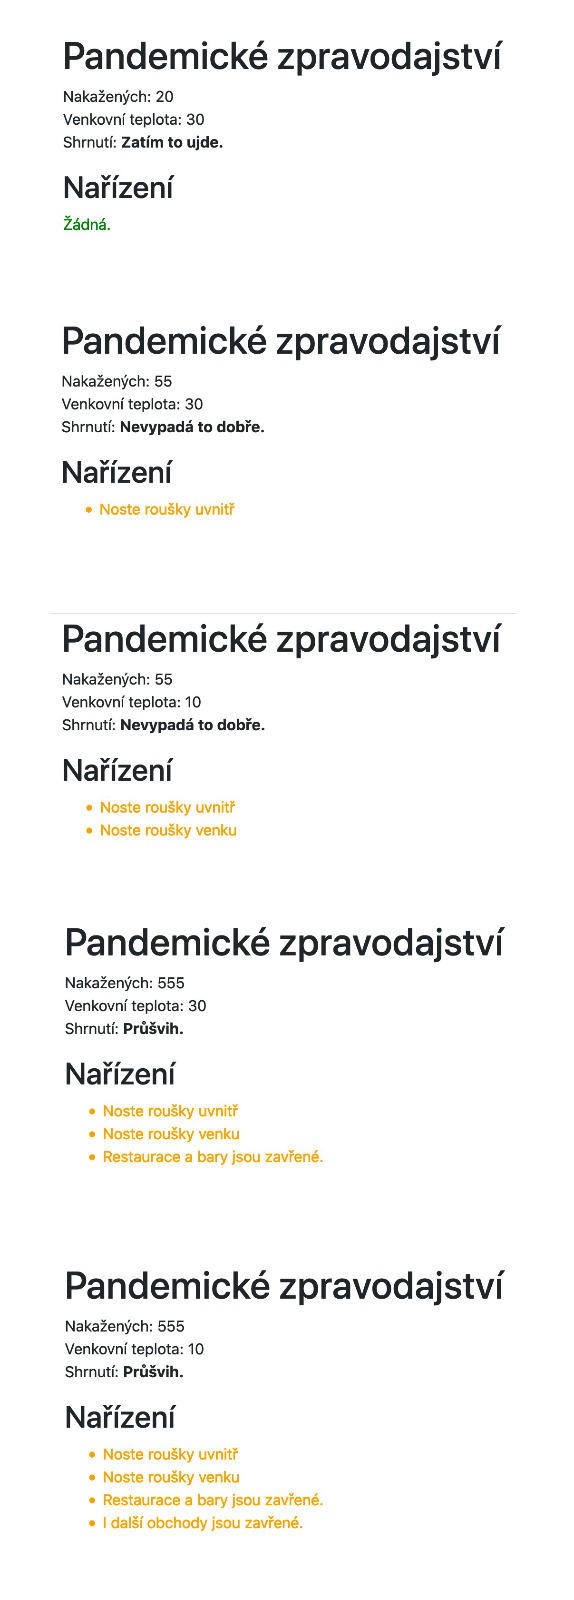 Pandemické zpravodajství
Nakažených: 20
Venkovní teplota: 30
Shrnutí: Zatím to ujde.
Nařízení
Žádná.
Pandemické zpravodajství
Nakažených: 55
Venkovní teplota: 30
Shrnutí: Nevypadá to dobře.
Nařízení
• Noste roušky uvnitř
Pandemické zpravodajství
Nakažených: 55
Venkovní teplota: 10
Shrnutí: Nevypadá to dobře.
Nařízení
• Noste roušky uvnitř
• Noste roušky venku
Pandemické zpravodajství
Nakažených: 555
Venkovní teplota: 30
Shrnutí: Průšvih.
Nařízení
• Noste roušky uvnitř
• Noste roušky venku
• Restaurace a bary jsou zavřené.
Pandemické zpravodajství
Nakažených: 555
Venkovní teplota: 10
Shrnutí: Průšvih.
Nařízení
• Noste roušky uvnitř
• Noste roušky venku
• Restaurace a bary jsou zavřené.
• I další obchody jsou zavřené.